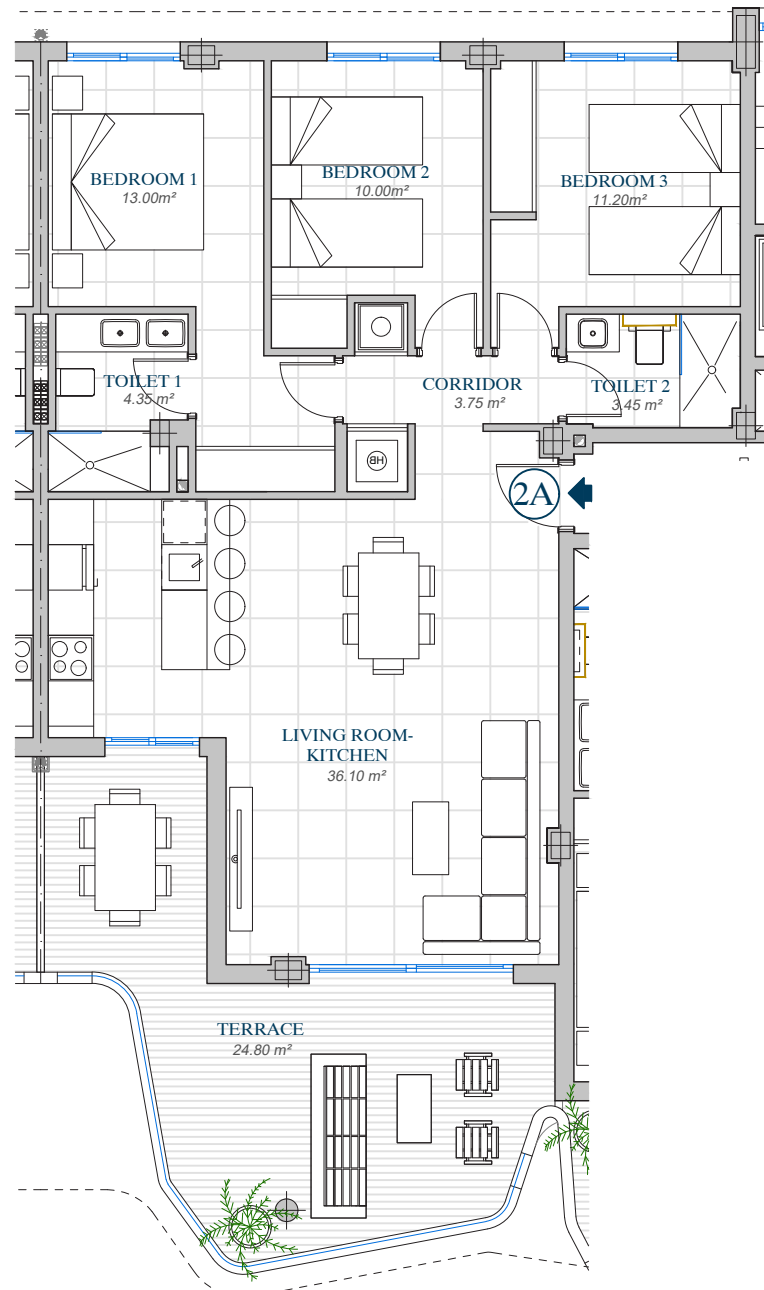 BEDROOM 1
13.00m²
BEDROOM 2
10.00m²
BEDROOM 3
11.20m²
TOILET 1
4.35 m²
CORRIDOR
3.75 m²
TOILET 2
3.45 m²
HB
2A
LIVING ROOM-
KITCHEN
36.10 m²
TERRACE
24.80 m²